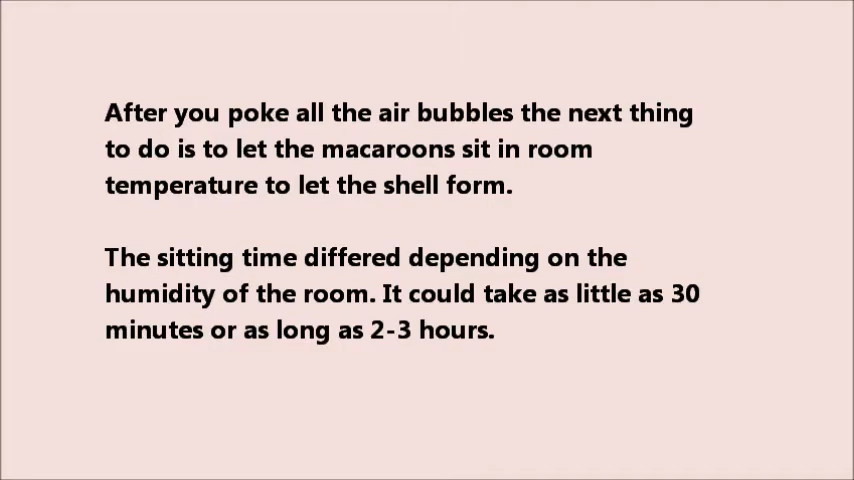 After you poke all the air bubbles the next thing
to do is to let the macaroons sit in room
temperature to let the shell form.
The sitting time differed depending on the
humidity of the room. It could take as little as 30
minutes or as long as 2-3 hours.